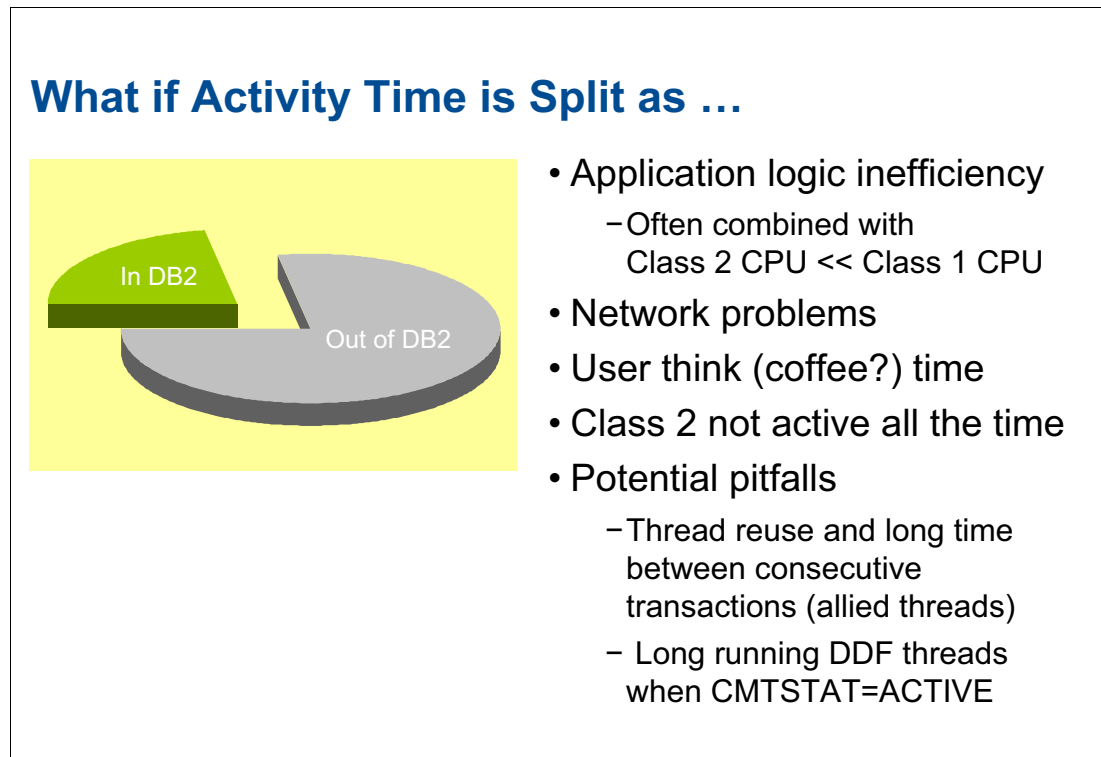 What if Activity Time is Split as …
In DB2
Out of DB2
• Application logic inefficiency
−Often combined with
Class 2 CPU << Class 1 CPU
• Network problems
• User think (coffee?) time
• Class 2 not active all the time
• Potential pitfalls
−Thread reuse and long time
between consecutive
transactions (allied threads)
− Long running DDF threads
when CMTSTAT=ACTIVE